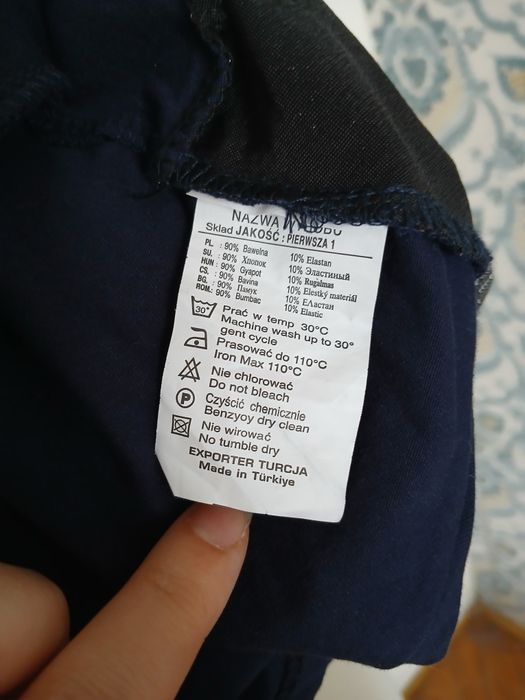 NAZWA
Skład JAKOŚĆ : PIERWSZA 1
PL : 90% Bawełna 10% Elastan
SU. : 90% Хлопок 10% Эластиный
HUN : 90% Gyapot 10% Rugalmas
CS. : 90% Bavlna 10% Elestký materiál
BG. : 90% Памук 10% ЕЛастан
ROM.: 90% Bumbac 10% Elastic
30° Prać w temp 30°C
Machine wash up to 30°
gent cycle
Prasować do 110°C
Iron Max 110°C
Nie chlorować
Do not bleach
P Czyścić chemicznie
Benzyoy dry clean
Nie wirować
No tumble dry
EXPORTER TURCJA
Made in Türkiye